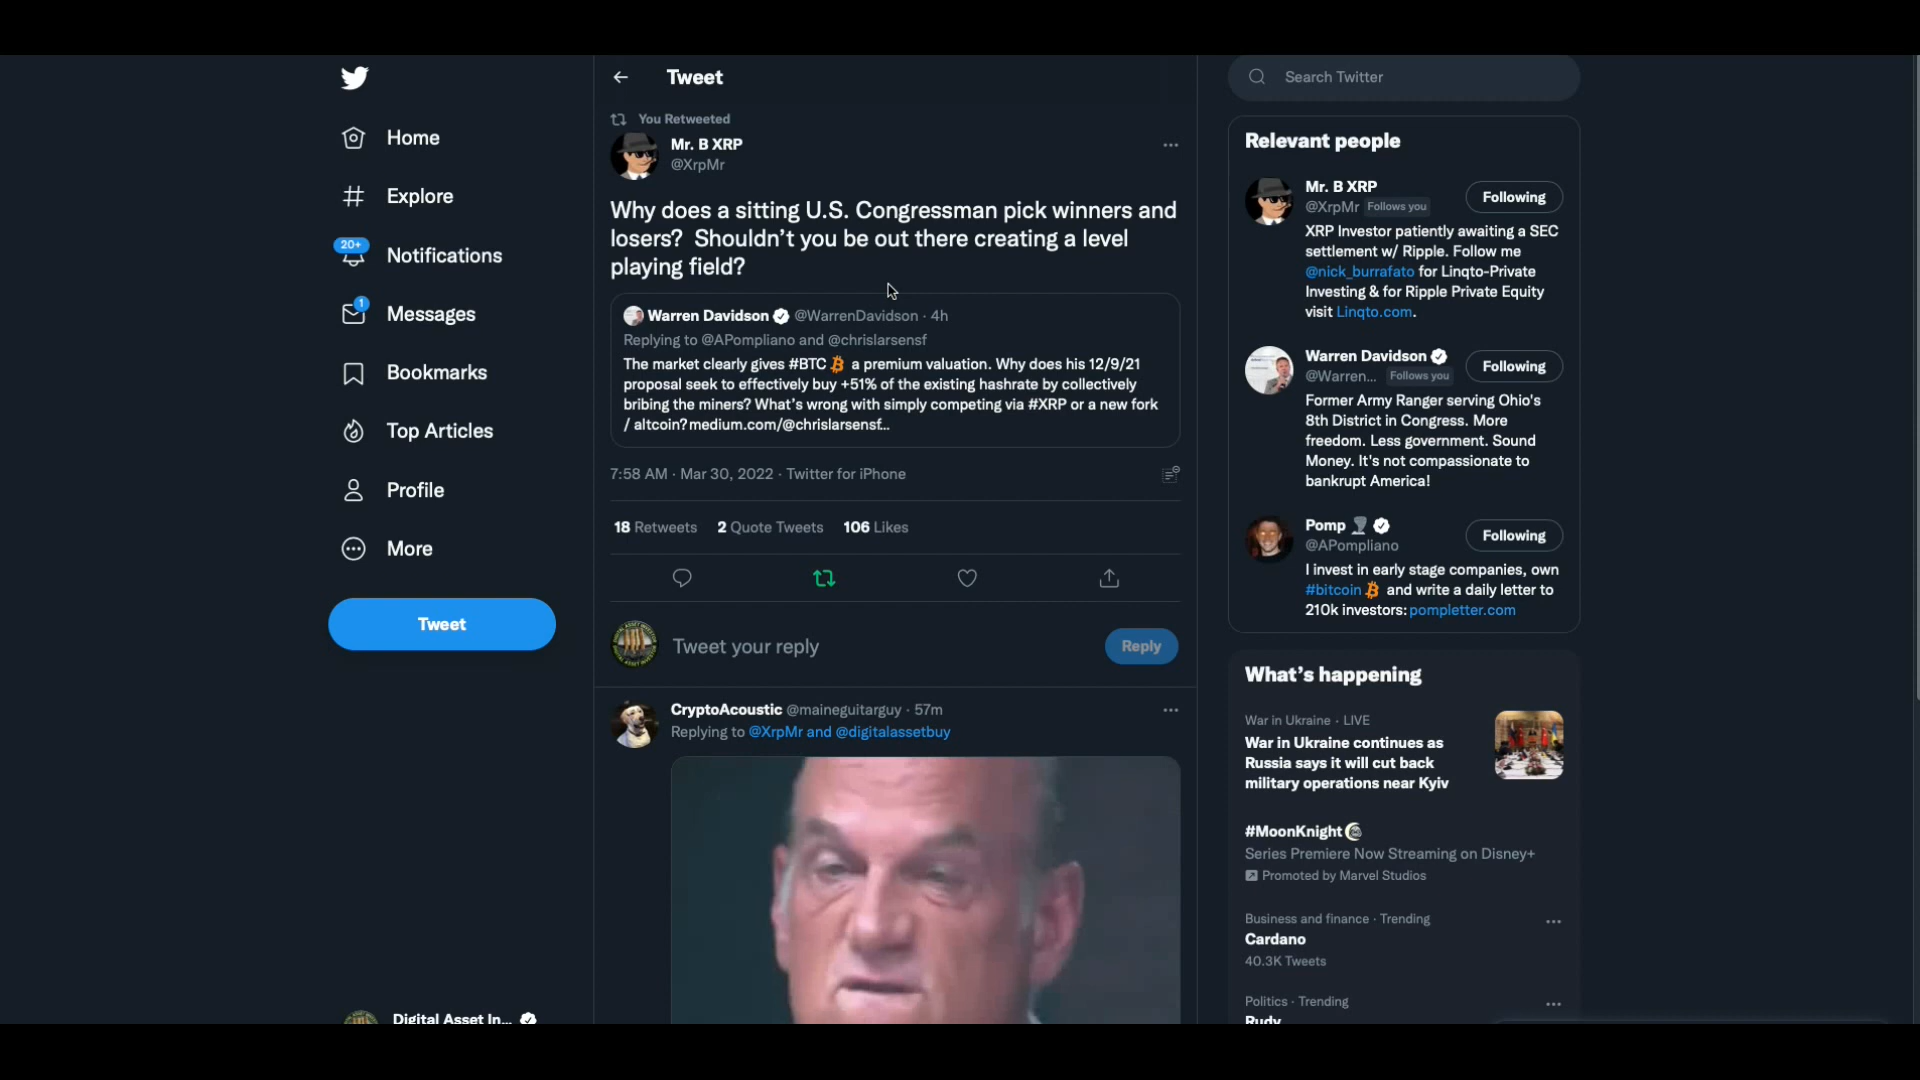 Home
Explore
20+
Notifications
1
Messages
Bookmarks
Top Articles
Profile
More
Tweet
Digital Asset In...
Tweet
You Retweeted
Mr. B XRP
@XrpMr
Why does a sitting U.S. Congressman pick winners and
losers?  Shouldn't you be out there creating a level
playing field?
Warren Davidson @WarrenDavidson · 4h
Replying to @APompliano and @chrislarsensf
The market clearly gives #BTC a premium valuation. Why does his 12/9/21
proposal seek to effectively buy +51% of the existing hashrate by collectively
bribing the miners? What's wrong with simply competing via #XRP or a new fork
/ altcoin? medium.com/@chrislarsensf...
7:58 AM · Mar 30, 2022 · Twitter for iPhone
18 Retweets 2 Quote Tweets 106 Likes
Tweet your reply
Reply
CryptoAcoustic @maineguitarguy · 57m
Replying to @XrpMr and @digitalassetbuy
Search Twitter
Relevant people
Mr. B XRP
@XrpMr Follows you
Following
XRP Investor patiently awaiting a SEC
settlement w/ Ripple. Follow me
@nick_burrafato for Linqto-Private
Investing & for Ripple Private Equity
visit Linqto.com.
Warren Davidson
@Warren... Follows you
Following
Former Army Ranger serving Ohio's
8th District in Congress. More
freedom. Less government. Sound
Money. It's not compassionate to
bankrupt America!
Pomp
@APompliano
Following
I invest in early stage companies, own
#bitcoin and write a daily letter to
210k investors: pompletter.com
What's happening
War in Ukraine · LIVE
War in Ukraine continues as
Russia says it will cut back
military operations near Kyiv
#MoonKnight
Series Premiere Now Streaming on Disney+
Promoted by Marvel Studios
Business and finance · Trending
Cardano
40.3K Tweets
Politics · Trending
Rudy